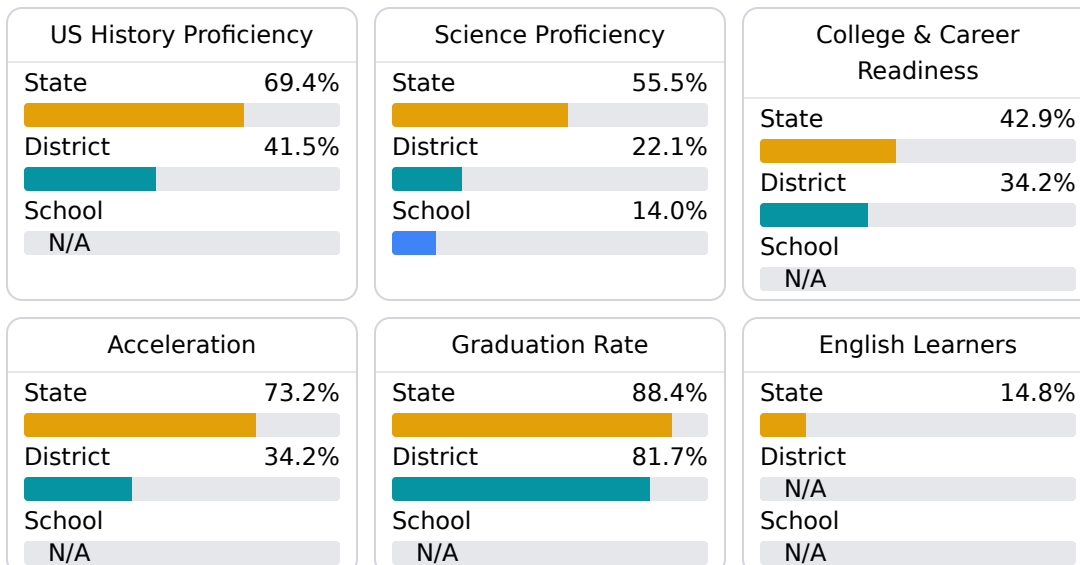 US History Proficiency
State 69.4%
District 41.5%
School
N/A
Science Proficiency
State 55.5%
District 22.1%
School 14.0%
College & Career
Readiness
State 42.9%
District 34.2%
School
N/A
Acceleration
State 73.2%
District 34.2%
School
N/A
Graduation Rate
State 88.4%
District 81.7%
School
N/A
English Learners
State 14.8%
District
N/A
School
N/A